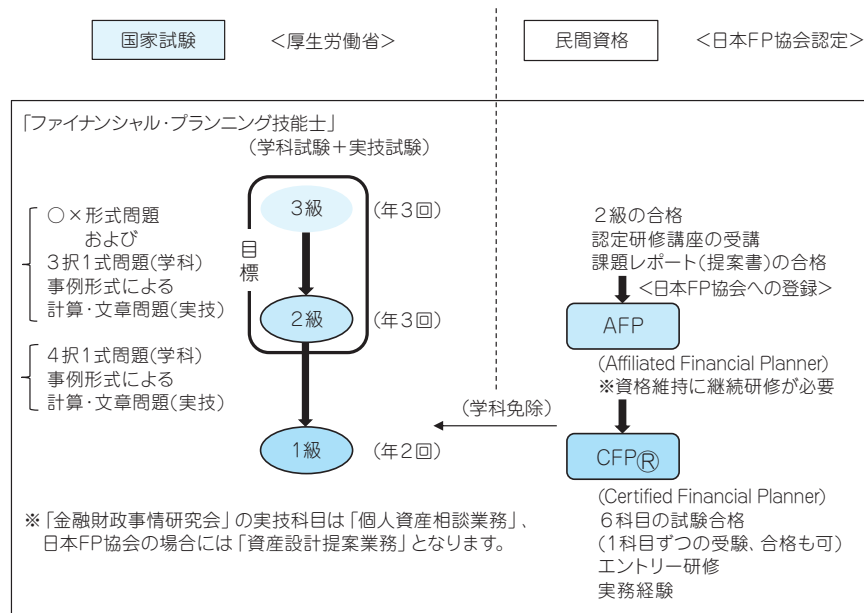 国家試験 <厚生労働省>
民間資格 <日本FP協会認定>
「ファイナンシャル・プランニング技能士」
(学科試験+実技試験)
○×形式問題
および
3択1式問題(学科)
事例形式による
計算・文章問題(実技)
4択1式問題(学科)
事例形式による
計算・文章問題(実技)
目標
3級 (年3回)
2級 (年3回)
1級 (年2回)
(学科免除)
2級の合格
認定研修講座の受講
課題レポート(提案書)の合格
<日本FP協会への登録>
AFP
(Affiliated Financial Planner)
※資格維持に継続研修が必要
CFPⓇ
(Certified Financial Planner)
6科目の試験合格
(1科目ずつの受験、合格も可)
エントリー研修
実務経験
※「金融財政事情研究会」の実技科目は「個人資産相談業務」、
日本FP協会の場合には「資産設計提案業務」となります。